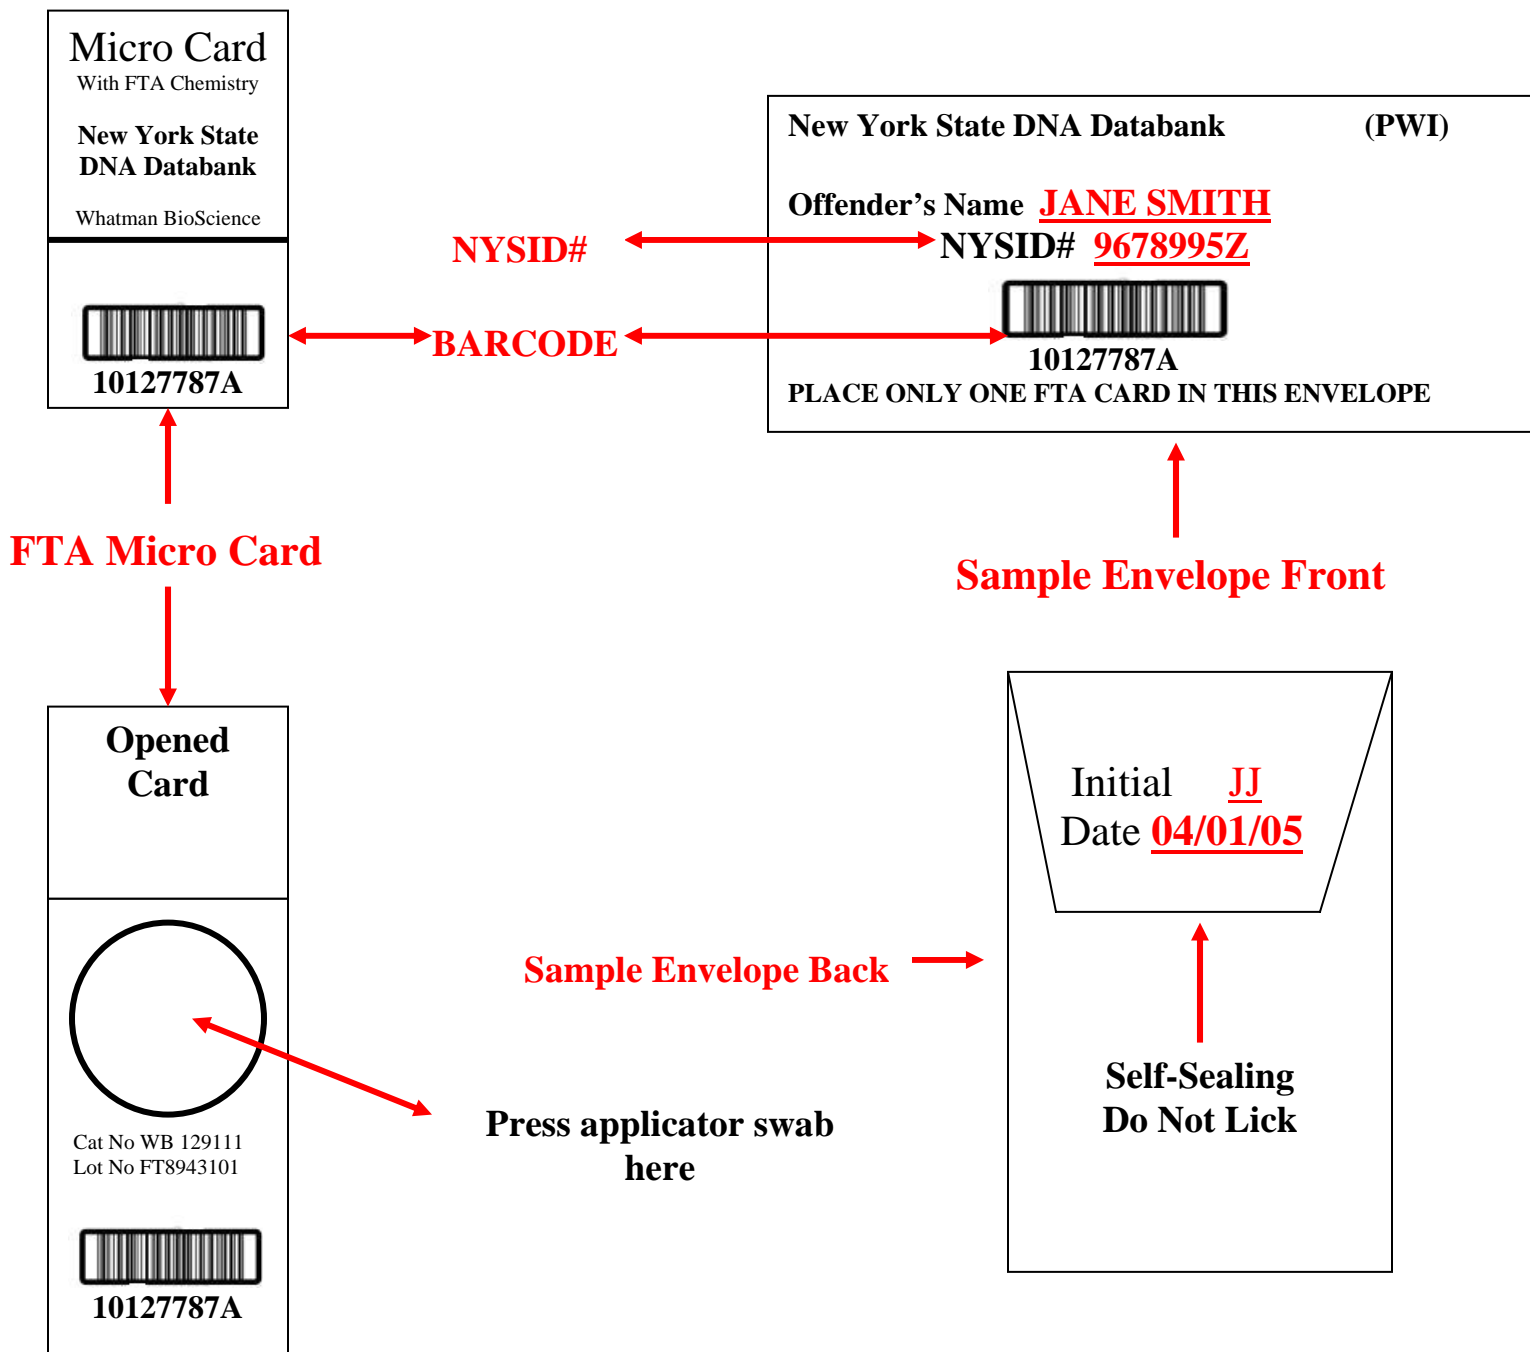 Micro Card
With FTA Chemistry
New York State
DNA Databank
Whatman BioScience
10127787A
NYSID#
BARCODE
New York State DNA Databank (PWI)
Offender’s Name JANE SMITH
NYSID# 9678995Z
10127787A
PLACE ONLY ONE FTA CARD IN THIS ENVELOPE
FTA Micro Card
Sample Envelope Front
Opened
Card
Cat No WB 129111
Lot No FT8943101
10127787A
Press applicator swab
here
Sample Envelope Back
Initial JJ
Date 04/01/05
Self-Sealing
Do Not Lick